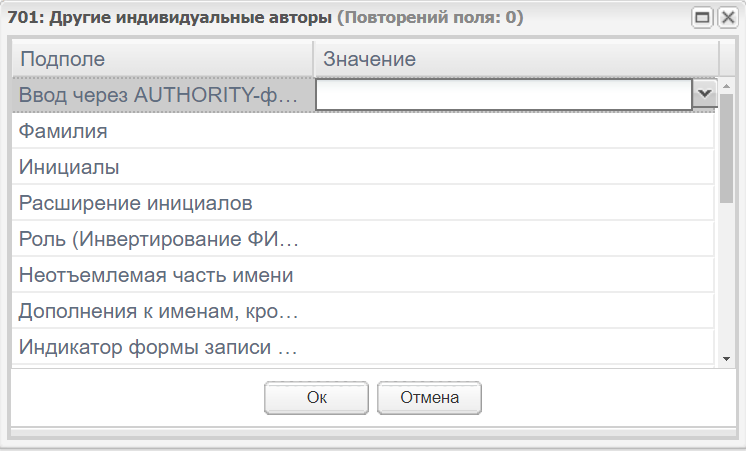 701: Другие индивидуальные авторы (Повторений поля: 0)
Подполе Значение
Ввод через AUTHORITY-ф...
Фамилия
Инициалы
Расширение инициалов
Роль (Инвертирование ФИ...
Неотъемлемая часть имени
Дополнения к именам, кро...
Индикатор формы записи ...
Ок Отмена